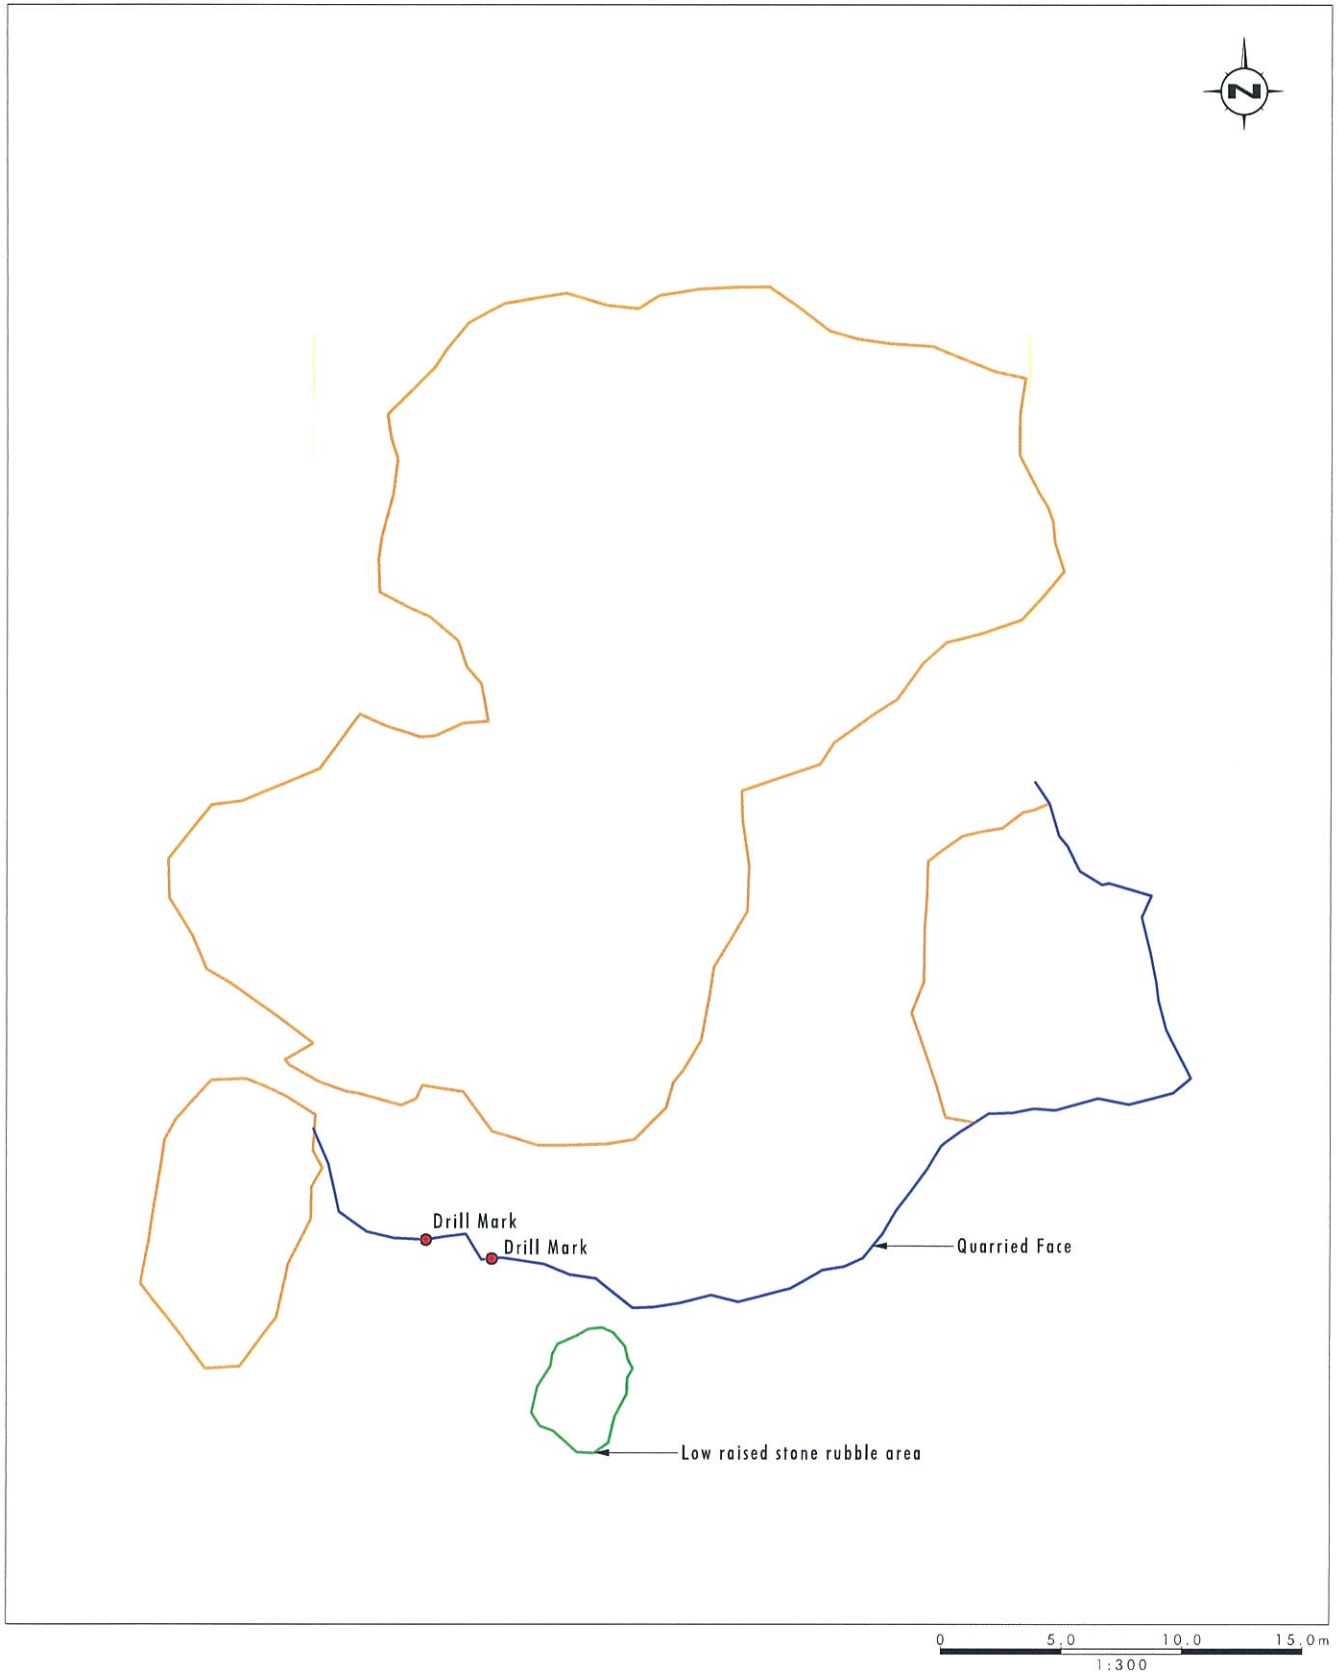 N
Drill Mark
Drill Mark
Quarried Face
Low raised stone rubble area
0 5.0 10.0 15.0m
1:300